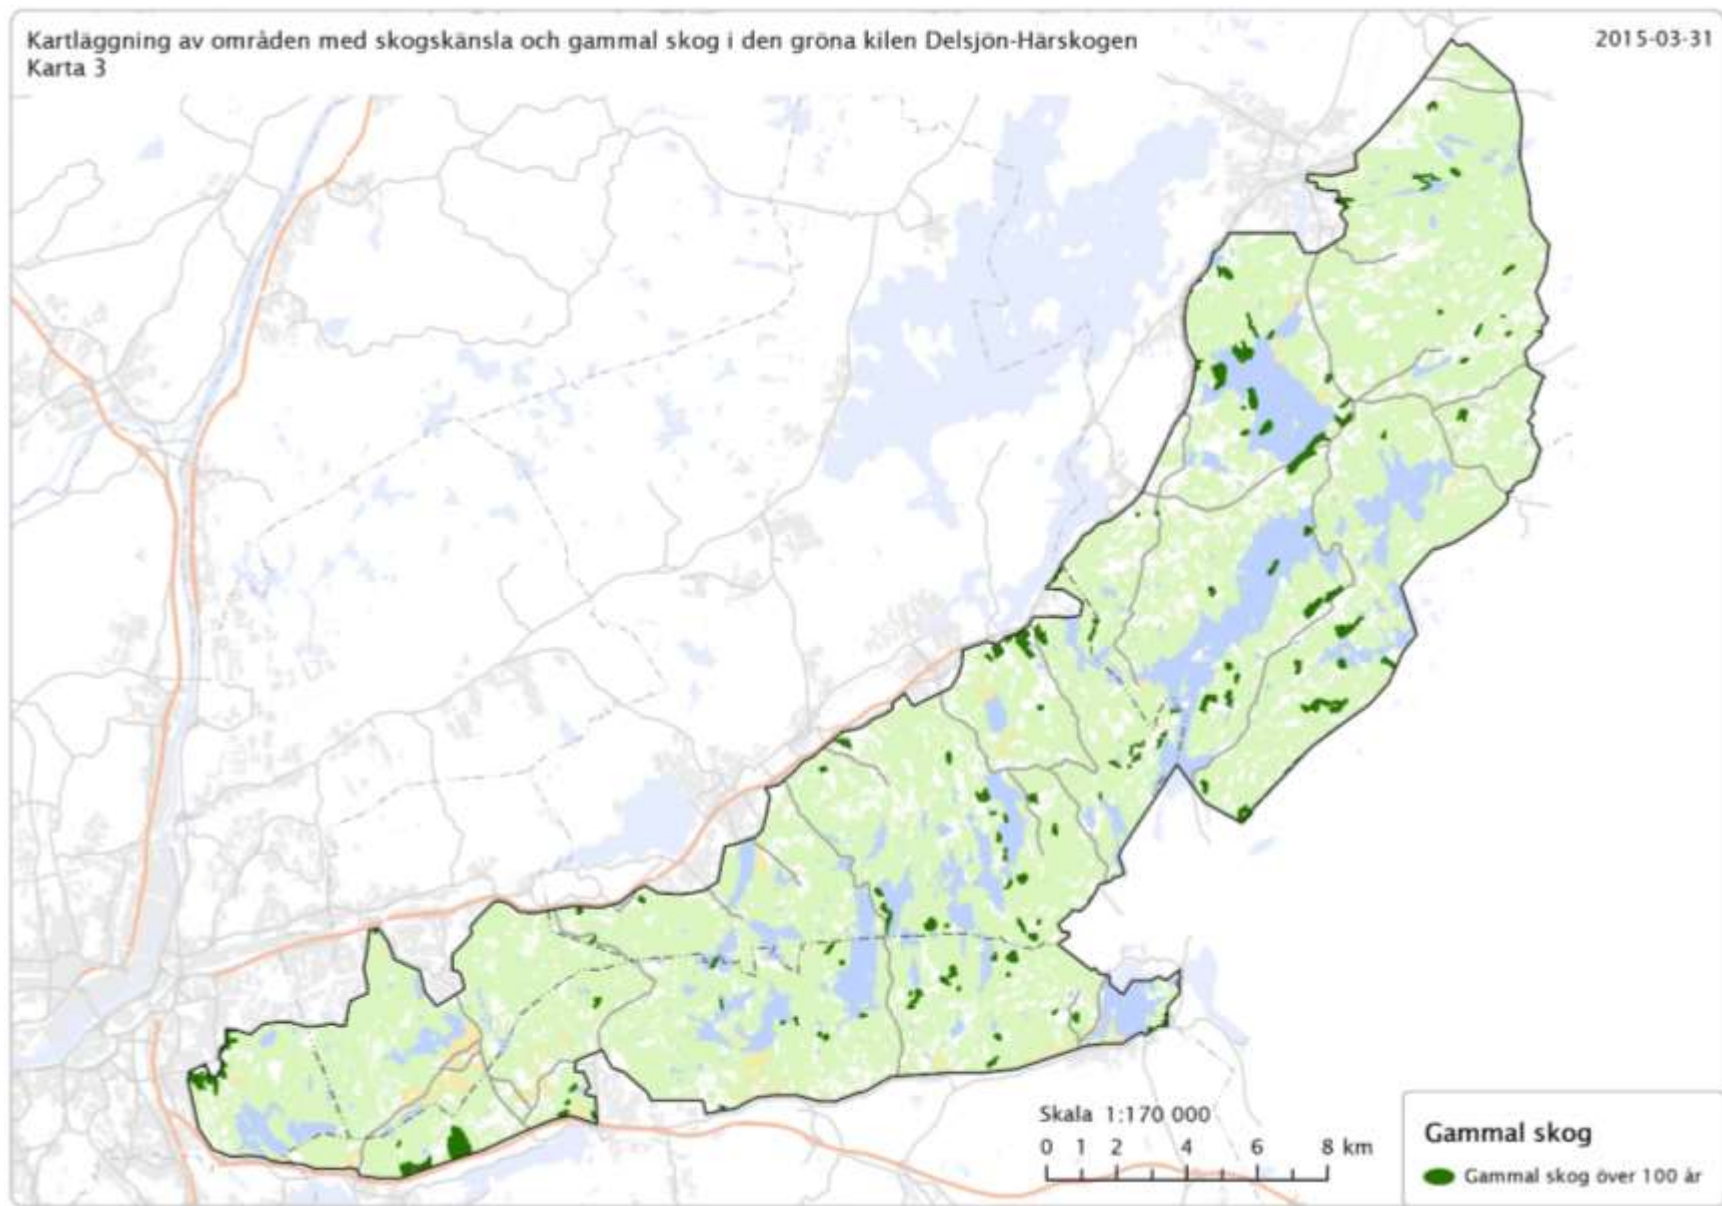 Kartläggning av områden med skogskänsla och gammal skog i den gröna kilen Delsjön-Härskogen
Karta 3
2015-03-31
Skala 1:170 000
0 1 2 4 6 8 km
Gammal skog
Gammal skog över 100 år